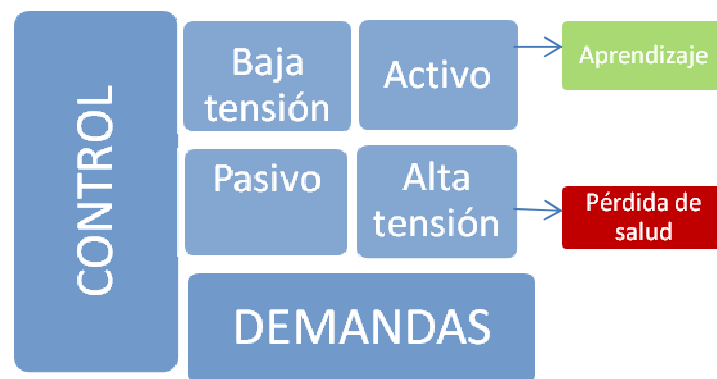 CONTROL
Baja
tensión
Activo
Aprendizaje
Pasivo
Alta
tensión
Pérdida de
salud
DEMANDAS